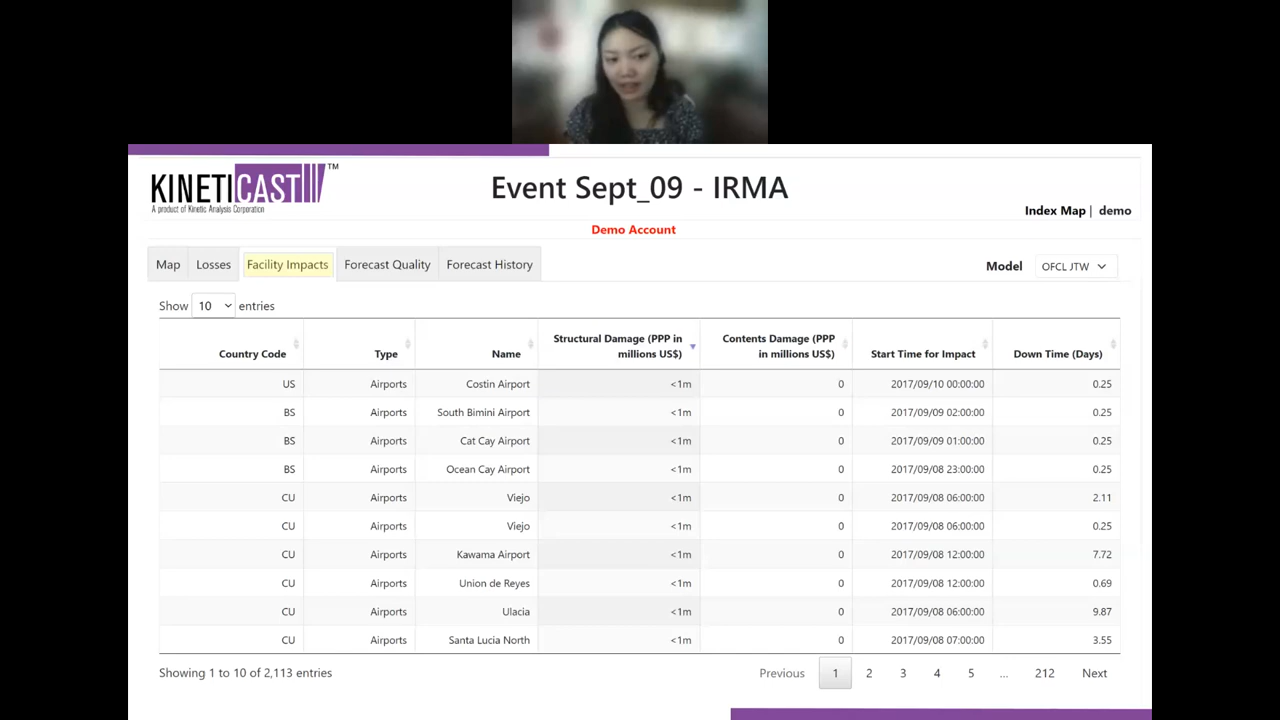 KINETICAST™
A product of Kinetic Analysis Corporation
Event Sept_09 - IRMA
Index Map | demo
Demo Account
Map Losses Facility Impacts Forecast Quality Forecast History Model OFCL JTW
Show 10 entries
Country Code Type Name Structural Damage (PPP in millions US$) Contents Damage (PPP in millions US$) Start Time for Impact Down Time (Days)
US Airports Costin Airport <1m 0 2017/09/10 00:00:00 0.25
BS Airports South Bimini Airport <1m 0 2017/09/09 02:00:00 0.25
BS Airports Cat Cay Airport <1m 0 2017/09/09 01:00:00 0.25
BS Airports Ocean Cay Airport <1m 0 2017/09/08 23:00:00 0.25
CU Airports Viejo <1m 0 2017/09/08 06:00:00 2.11
CU Airports Viejo <1m 0 2017/09/08 06:00:00 0.25
CU Airports Kawama Airport <1m 0 2017/09/08 12:00:00 7.72
CU Airports Union de Reyes <1m 0 2017/09/08 12:00:00 0.69
CU Airports Ulacia <1m 0 2017/09/08 06:00:00 9.87
CU Airports Santa Lucia North <1m 0 2017/09/08 07:00:00 3.55
Showing 1 to 10 of 2,113 entries Previous 1 2 3 4 5 ... 212 Next